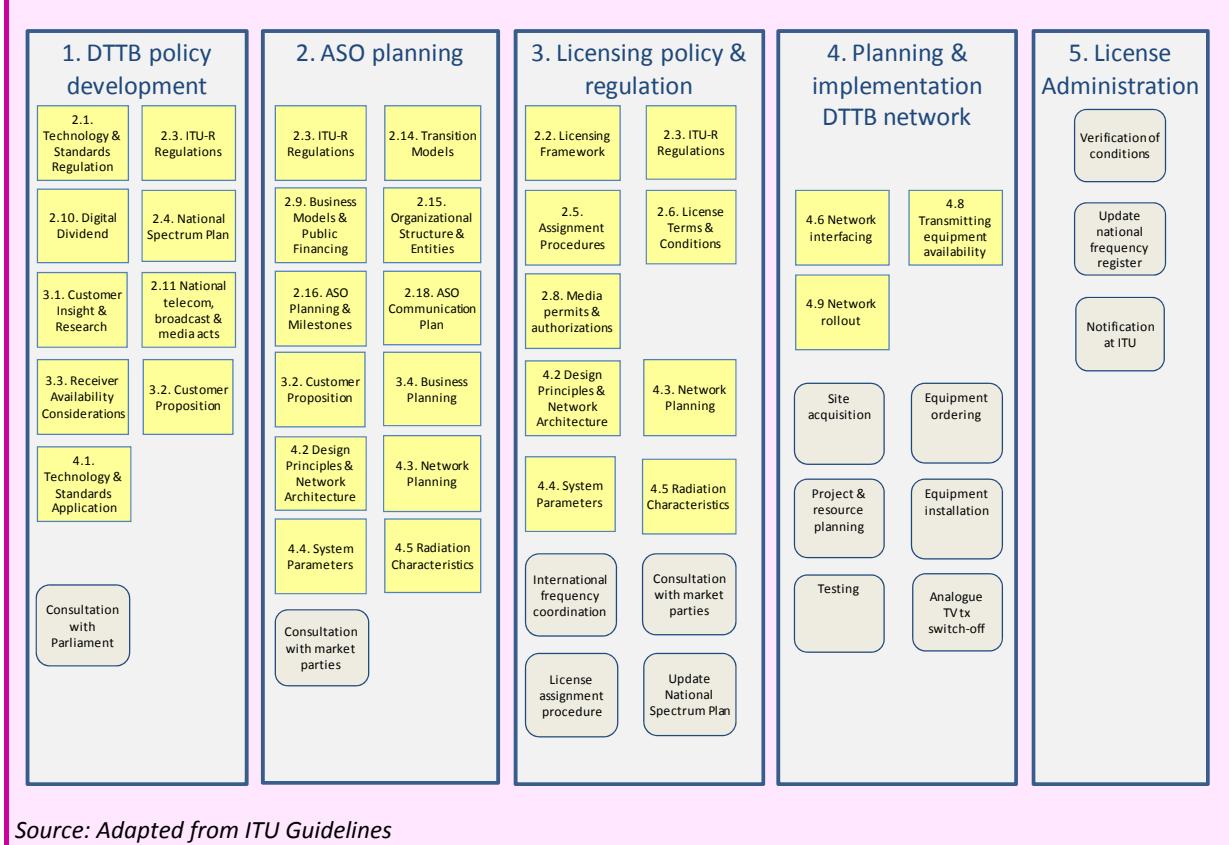 1. DTTB policy
development
2.1.
Technology &
Standards
Regulation
2.3. ITU-R
Regulations
2.10. Digital
Dividend
2.4. National
Spectrum Plan
3.1. Customer
Insight &
Research
2.11 National
telecom,
broadcast &
media acts
3.3. Receiver
Availability
Considerations
3.2. Customer
Proposition
4.1.
Technology &
Standards
Application
Consultation
with
Parliament
2. ASO planning
2.3. ITU-R
Regulations
2.14. Transition
Models
2.9. Business
Models &
Public
Financing
2.15.
Organizational
Structure &
Entities
2.16. ASO
Planning &
Milestones
2.18. ASO
Communication
Plan
3.2. Customer
Proposition
3.4. Business
Planning
4.2 Design
Principles &
Network
Architecture
4.3. Network
Planning
4.4. System
Parameters
4.5 Radiation
Characteristics
Consultation
with market
parties
3. Licensing policy &
regulation
2.2. Licensing
Framework
2.3. ITU-R
Regulations
2.5.
Assignment
Procedures
2.6. License
Terms &
Conditions
2.8. Media
permits &
authorizations
4.2 Design
Principles &
Network
Architecture
4.3. Network
Planning
4.4. System
Parameters
4.5 Radiation
Characteristics
International
frequency
coordination
Consultation
with market
parties
License
assignment
procedure
Update
National
Spectrum Plan
4. Planning &
implementation
DTTB network
4.6 Network
interfacing
4.8
Transmitting
equipment
availability
4.9 Network
rollout
Site
acquisition
Equipment
ordering
Project &
resource
planning
Equipment
installation
Testing
Analogue
TV tx
switch-off
5. License
Administration
Verification of
conditions
Update
national
frequency
register
Notification
at ITU
Source: Adapted from ITU Guidelines